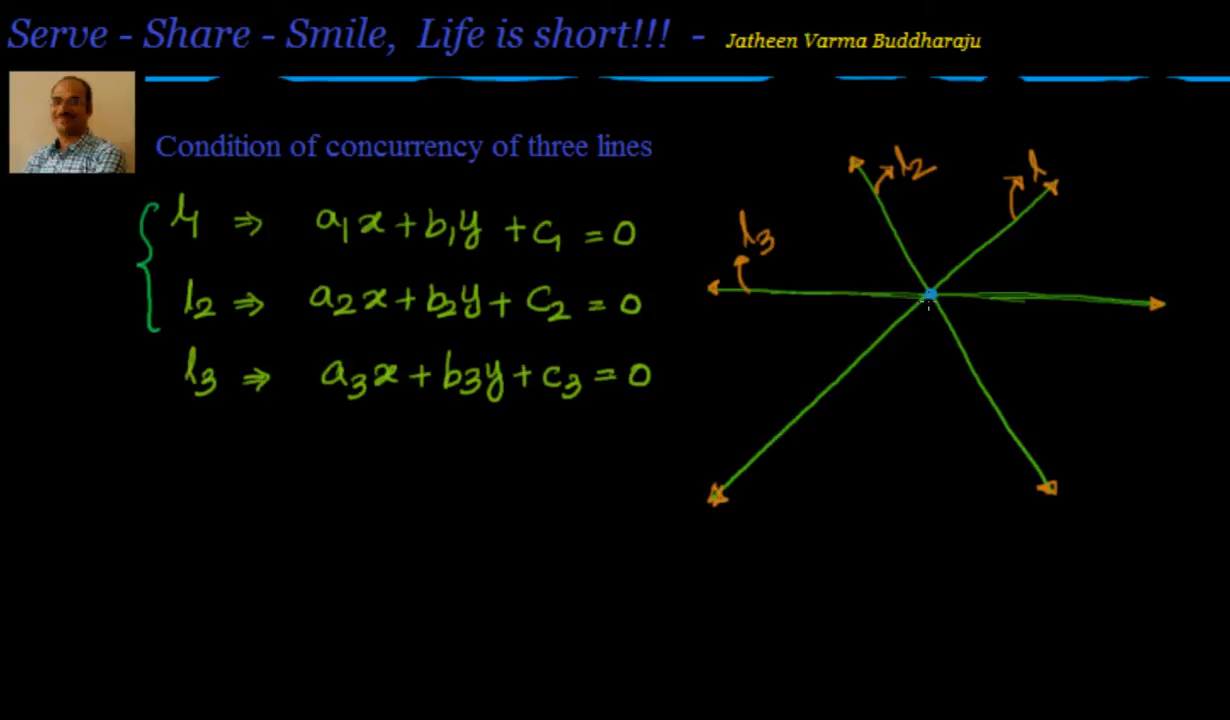 Serve - Share - Smile, Life is short!!! - Jatheen Varma Buddharaju
Condition of concurrency of three lines
l1 ⇒ a1x + b1y + c1 = 0
l2 ⇒ a2x + b2y + c2 = 0
l3 ⇒ a3x + b3y + c3 = 0
l2
l
l3